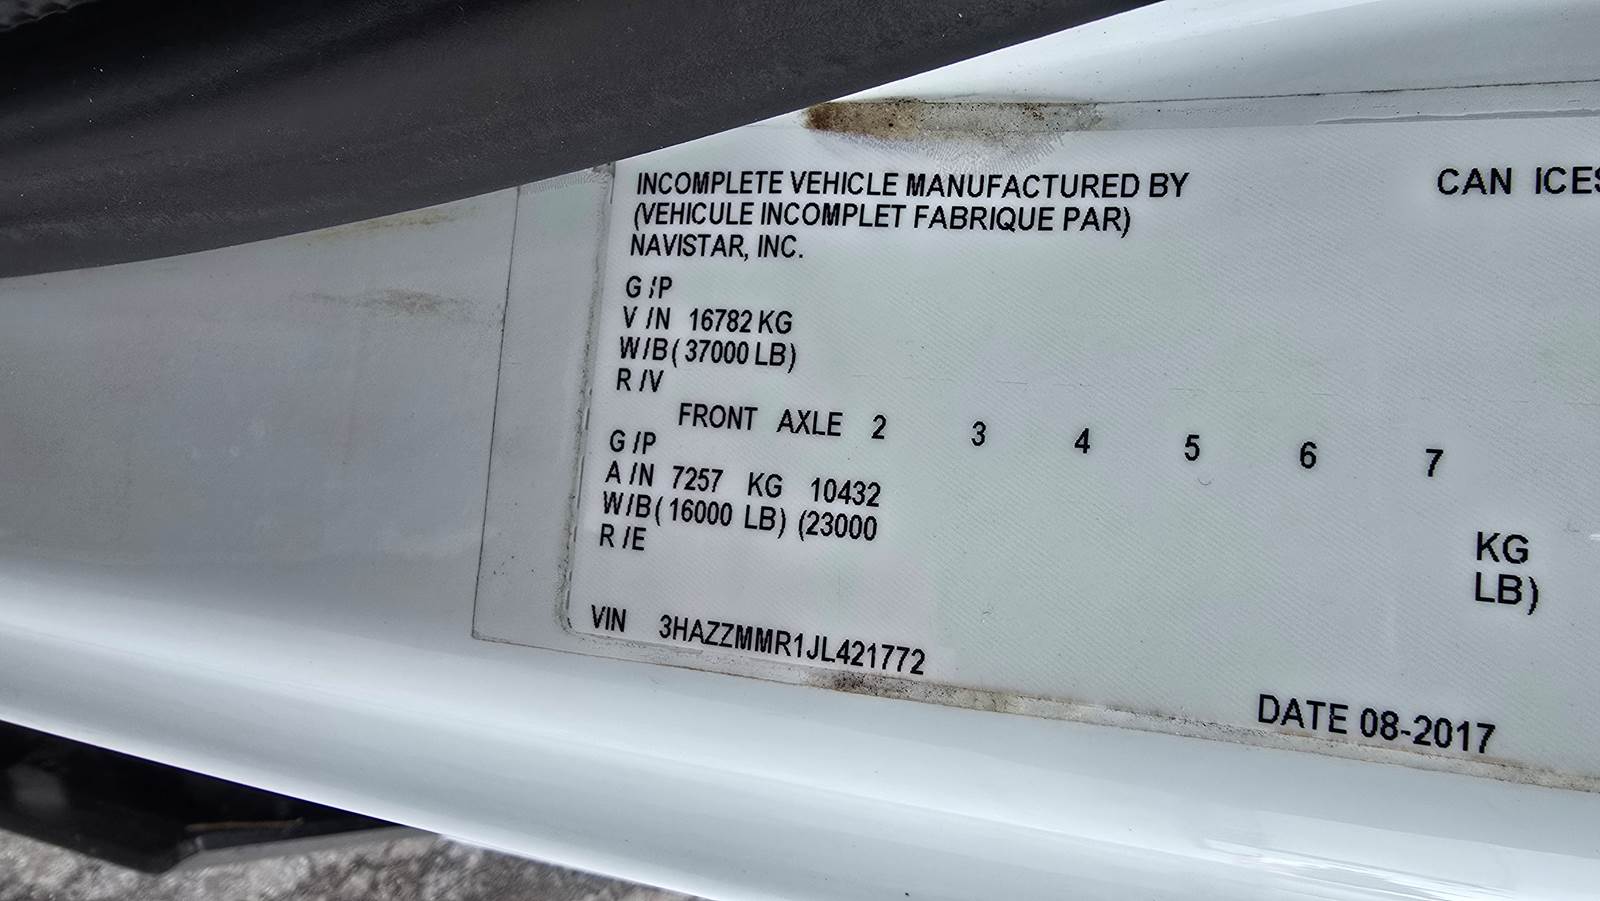 INCOMPLETE VEHICLE MANUFACTURED BY
(VEHICULE INCOMPLET FABRIQUE PAR)
NAVISTAR, INC.
CAN ICES
G /P
V /N 16782 KG
W/B ( 37000 LB)
R /V
FRONT AXLE 2 3 4 5 6 7
G /P
A /N 7257 KG 10432
W/B ( 16000 LB) (23000
R /E
KG
LB)
VIN 3HAZZMMR1JL421772
DATE 08-2017